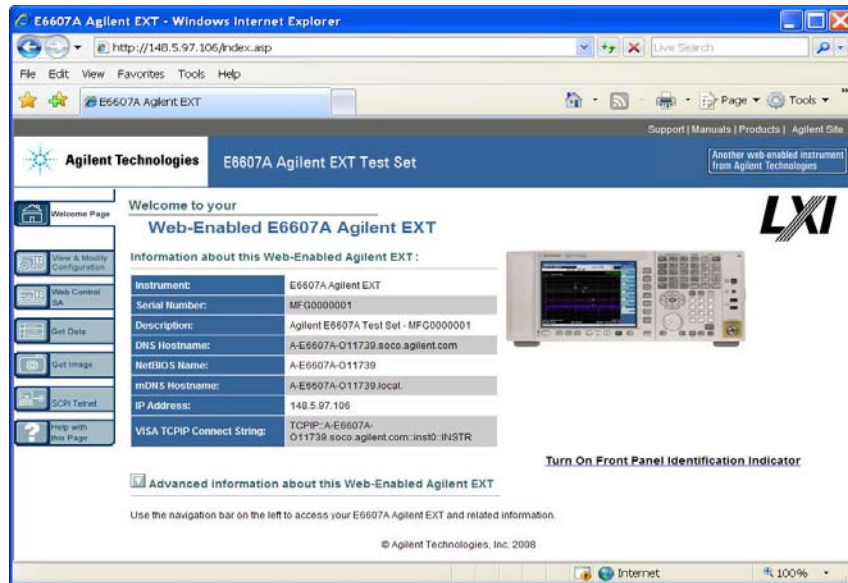 E6607A Agilent EXT - Windows Internet Explorer
http://148.5.97.106/index.asp
Live Search
File Edit View Favorites Tools Help
E6607A Agilent EXT
Page Tools
Support | Manuals | Products | Agilent Site
Agilent Technologies
E6607A Agilent EXT Test Set
Another web-enabled instrument
from Agilent Technologies
Welcome Page
View & Modify
Configuration
Web Control
SA
Get Data
Get Image
SCPI Telnet
Help with
this Page
Welcome to your
Web-Enabled E6607A Agilent EXT
LXI
Information about this Web-Enabled Agilent EXT :
Instrument: E6607A Agilent EXT
Serial Number: MFG0000001
Description: Agilent E6607A Test Set - MFG0000001
DNS Hostname: A-E6607A-O11739.soco.agilent.com
NetBIOS Name: A-E6607A-O11739
mDNS Hostname: A-E6607A-O11739.local.
IP Address: 148.5.97.106
VISA TCPIP Connect String: TCPIP::A-E6607A-
O11739.soco.agilent.com::inst0::INSTR
Turn On Front Panel Identification Indicator
Advanced information about this Web-Enabled Agilent EXT
Use the navigation bar on the left to access your E6607A Agilent EXT and related information.
© Agilent Technologies, Inc. 2008
Internet
100%